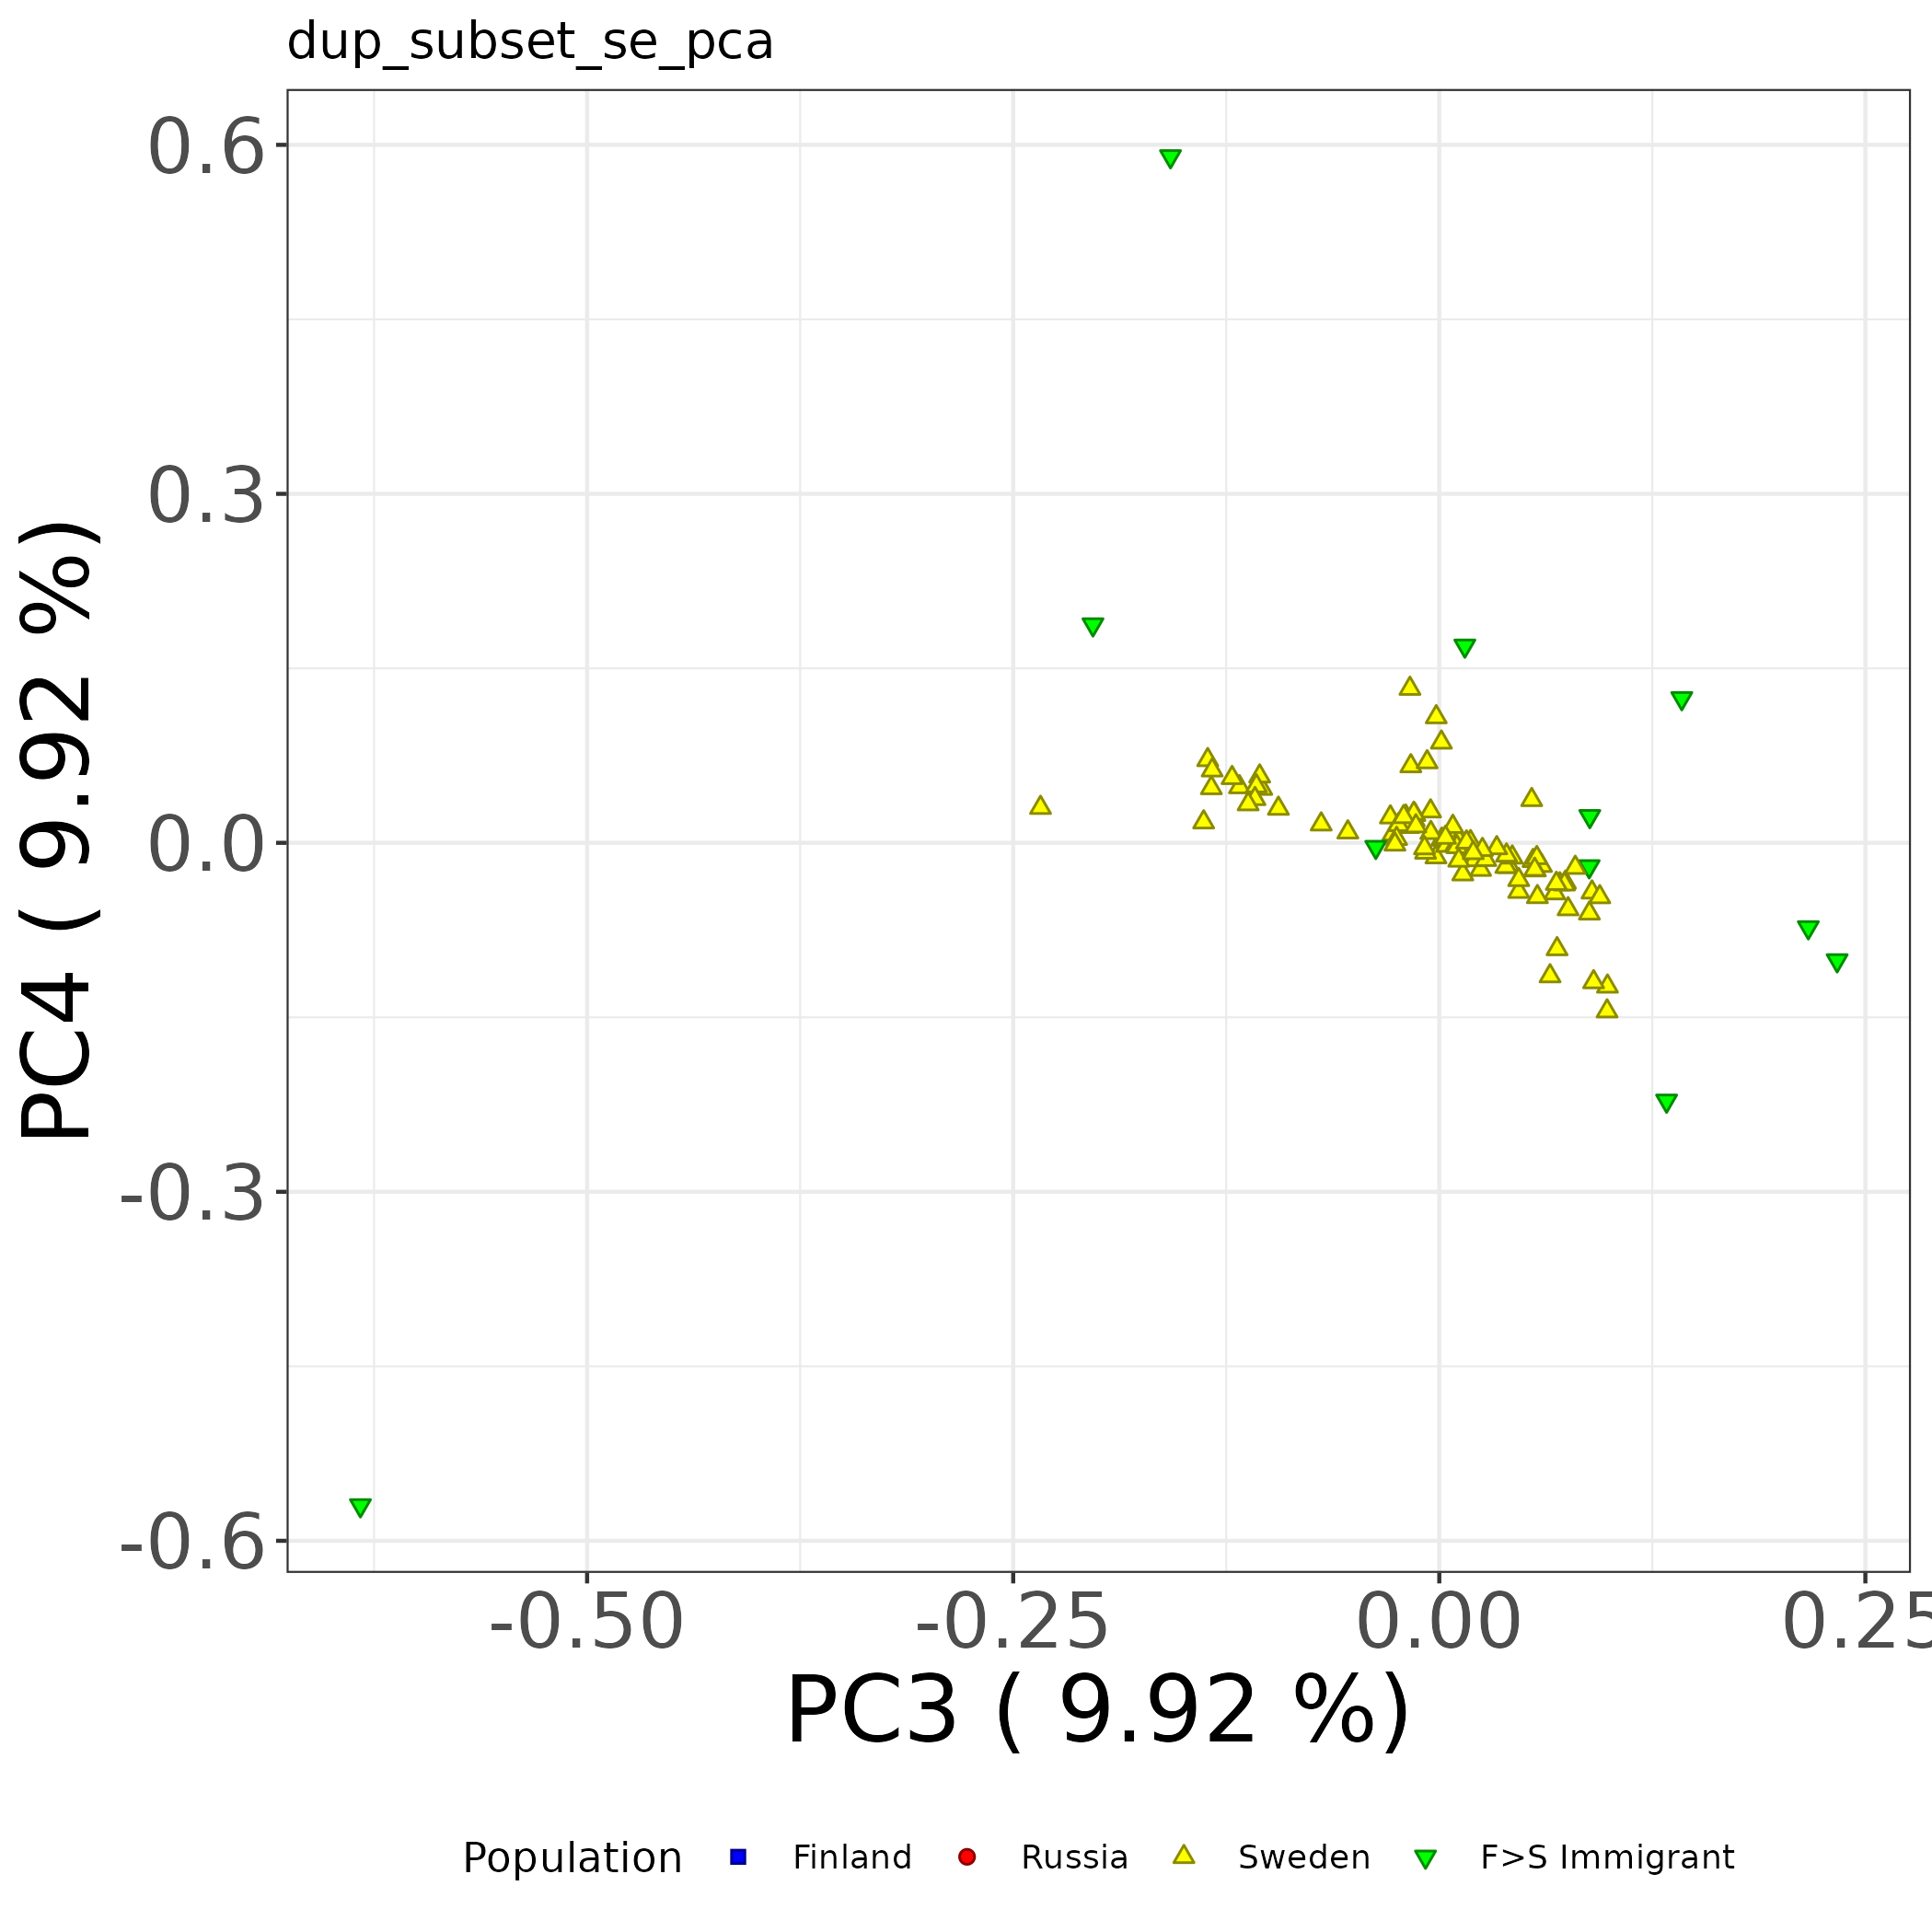 dup_subset_se_pca
0.6
0.3
0.0
-0.3
-0.6
PC4 ( 9.92 %)
-0.50 -0.25 0.00 0.25
PC3 ( 9.92 %)
Population Finland Russia Sweden F>S Immigrant